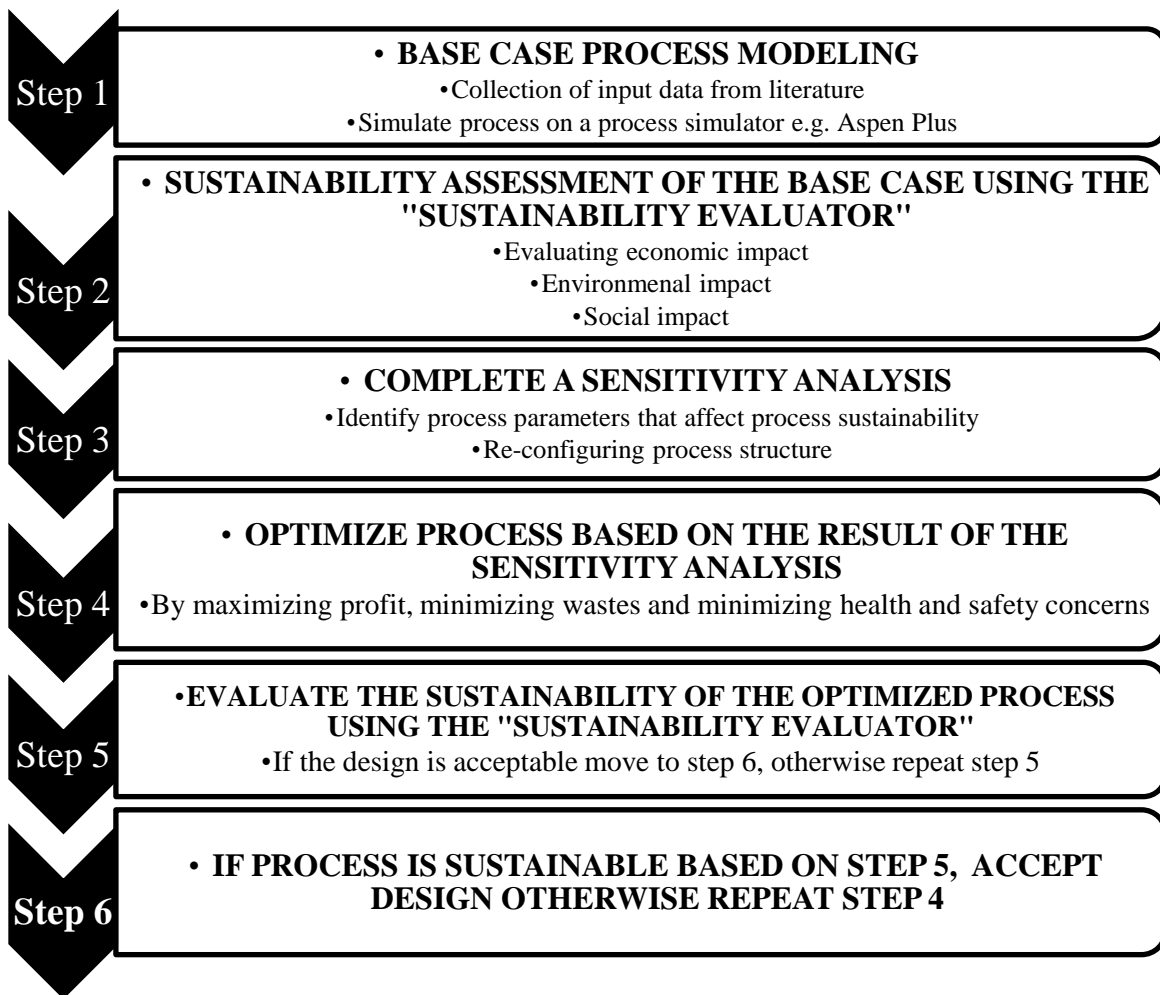 Step 1
• BASE CASE PROCESS MODELING
•Collection of input data from literature
•Simulate process on a process simulator e.g. Aspen Plus
Step 2
• SUSTAINABILITY ASSESSMENT OF THE BASE CASE USING THE
"SUSTAINABILITY EVALUATOR"
•Evaluating economic impact
•Environmenal impact
•Social impact
Step 3
• COMPLETE A SENSITIVITY ANALYSIS
•Identify process parameters that affect process sustainability
•Re-configuring process structure
Step 4
• OPTIMIZE PROCESS BASED ON THE RESULT OF THE
SENSITIVITY ANALYSIS
•By maximizing profit, minimizing wastes and minimizing health and safety concerns
Step 5
•EVALUATE THE SUSTAINABILITY OF THE OPTIMIZED PROCESS
USING THE "SUSTAINABILITY EVALUATOR"
•If the design is acceptable move to step 6, otherwise repeat step 5
Step 6
• IF PROCESS IS SUSTAINABLE BASED ON STEP 5, ACCEPT
DESIGN OTHERWISE REPEAT STEP 4